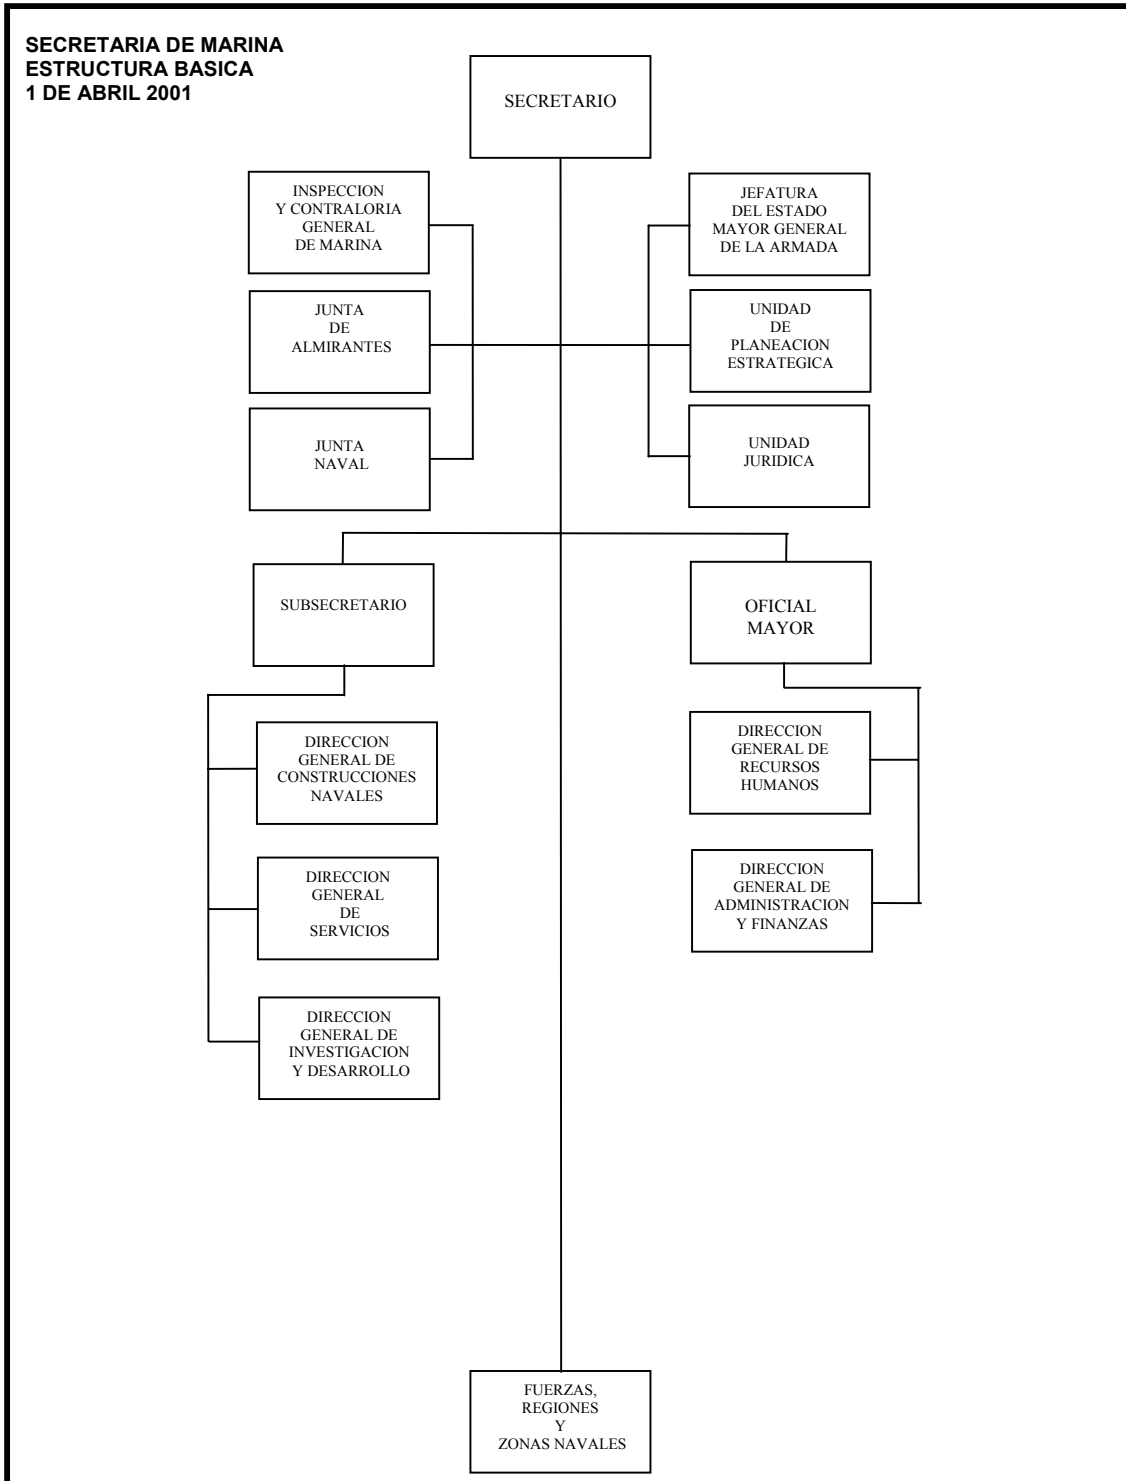 SECRETARIA DE MARINA
ESTRUCTURA BASICA
1 DE ABRIL 2001
SECRETARIO
INSPECCION
Y CONTRALORIA
GENERAL
DE MARINA
JEFATURA
DEL ESTADO
MAYOR GENERAL
DE LA ARMADA
JUNTA
DE
ALMIRANTES
UNIDAD
DE
PLANEACION
ESTRATEGICA
JUNTA
NAVAL
UNIDAD
JURIDICA
SUBSECRETARIO
OFICIAL
MAYOR
DIRECCION
GENERAL DE
CONSTRUCCIONES
NAVALES
DIRECCION
GENERAL DE
RECURSOS
HUMANOS
DIRECCION
GENERAL
DE
SERVICIOS
DIRECCION
GENERAL DE
ADMINISTRACION
Y FINANZAS
DIRECCION
GENERAL DE
INVESTIGACION
Y DESARROLLO
FUERZAS,
REGIONES
Y
ZONAS NAVALES